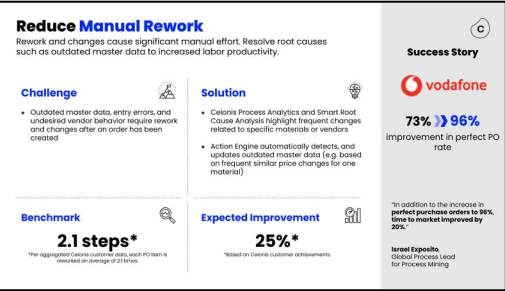 Reduce Manual Rework
Rework and changes cause significant manual effort. Resolve root causes
such as outdated master data to increased labor productivity.
Challenge
• Outdated master data, entry errors, and
undesired vendor behavior require rework
and changes after an order has been
created
Solution
• Celonis Process Analytics and Smart Root
Cause Analysis highlight frequent changes
related to specific materials or vendors
• Action Engine automatically detects, and
updates outdated master data (e.g. based
on frequent similar price changes for one
material)
Benchmark
2.1 steps*
*Per aggregated Celonis customer data, each PO item is
reworked an average of 2.1 times.
Expected Improvement
25%*
*Based on Celonis customer achievements.
C
Success Story
vodafone
73% 96%
improvement in perfect PO
rate
"In addition to the increase in
perfect purchase orders to 96%,
time to market improved by
20%."
Israel Exposito,
Global Process Lead
for Process Mining